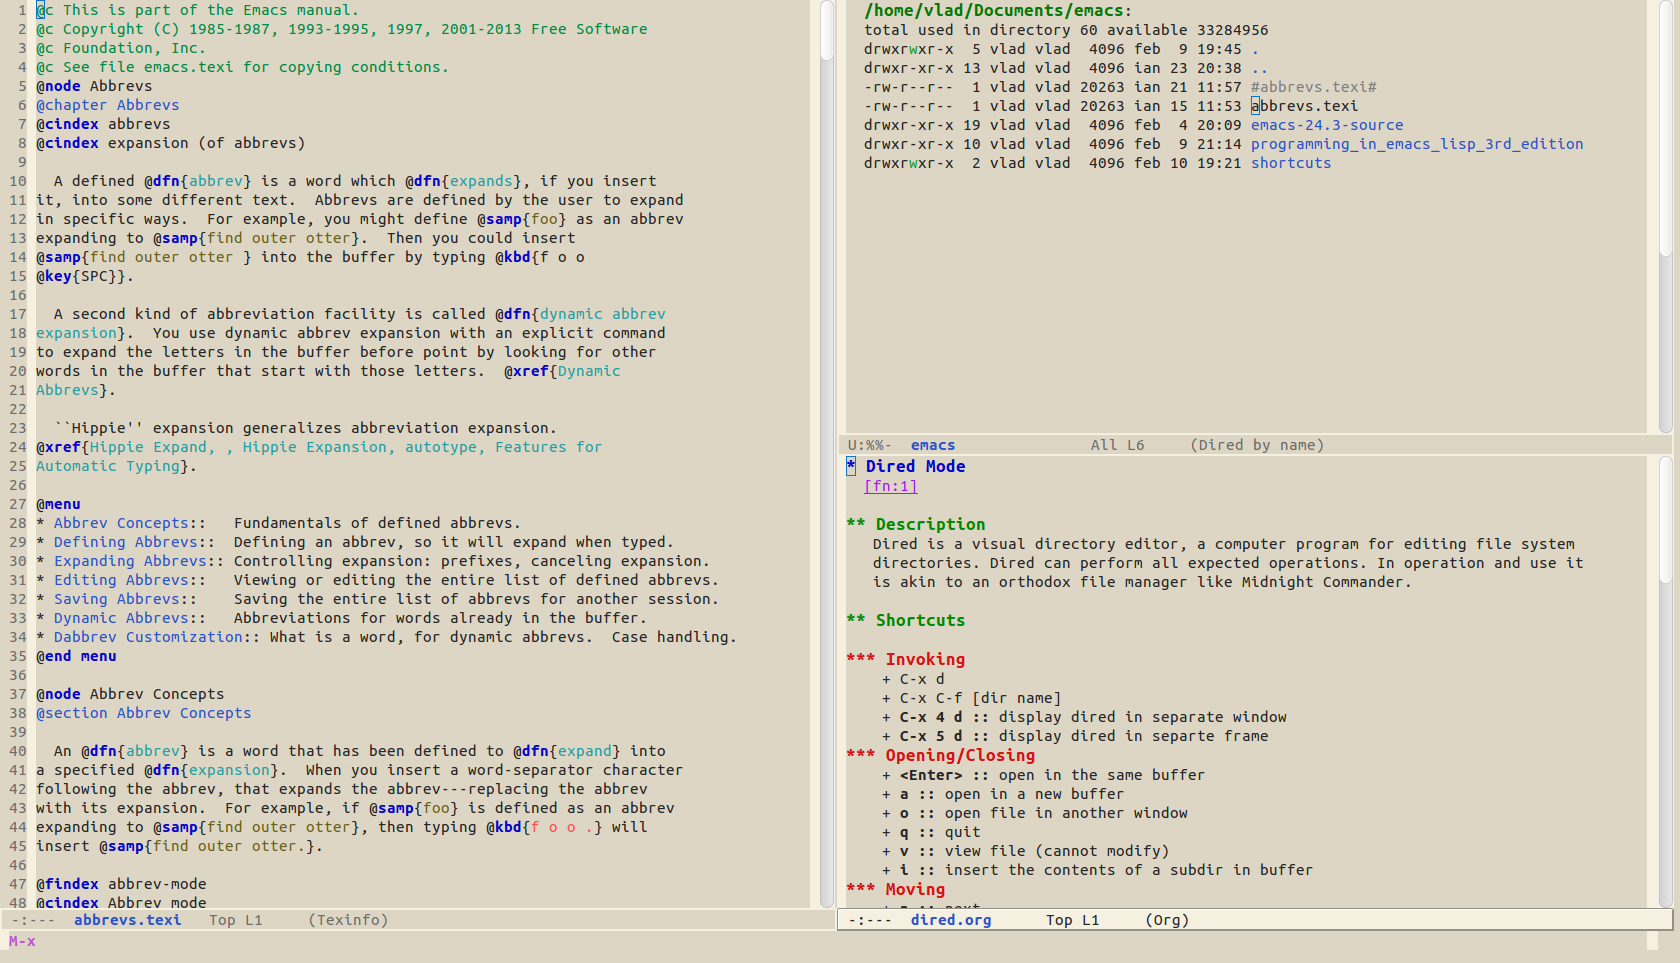 1 @c This is part of the Emacs manual.
2 @c Copyright (C) 1985-1987, 1993-1995, 1997, 2001-2013 Free Software
3 @c Foundation, Inc.
4 @c See file emacs.texi for copying conditions.
5 @node Abbrevs
6 @chapter Abbrevs
7 @cindex abbrevs
8 @cindex expansion (of abbrevs)
9
10   A defined @dfn{abbrev} is a word which @dfn{expands}, if you insert
11 it, into some different text.  Abbrevs are defined by the user to expand
12 in specific ways.  For example, you might define @samp{foo} as an abbrev
13 expanding to @samp{find outer otter}.  Then you could insert
14 @samp{find outer otter } into the buffer by typing @kbd{f o o
15 @key{SPC}}.
16
17   A second kind of abbreviation facility is called @dfn{dynamic abbrev
18 expansion}.  You use dynamic abbrev expansion with an explicit command
19 to expand the letters in the buffer before point by looking for other
20 words in the buffer that start with those letters.  @xref{Dynamic
21 Abbrevs}.
22
23   ``Hippie'' expansion generalizes abbreviation expansion.
24 @xref{Hippie Expand, , Hippie Expansion, autotype, Features for
25 Automatic Typing}.
26
27 @menu
28 * Abbrev Concepts::   Fundamentals of defined abbrevs.
29 * Defining Abbrevs::  Defining an abbrev, so it will expand when typed.
30 * Expanding Abbrevs:: Controlling expansion: prefixes, canceling expansion.
31 * Editing Abbrevs::   Viewing or editing the entire list of defined abbrevs.
32 * Saving Abbrevs::    Saving the entire list of abbrevs for another session.
33 * Dynamic Abbrevs::   Abbreviations for words already in the buffer.
34 * Dabbrev Customization:: What is a word, for dynamic abbrevs.  Case handling.
35 @end menu
36
37 @node Abbrev Concepts
38 @section Abbrev Concepts
39
40   An @dfn{abbrev} is a word that has been defined to @dfn{expand} into
41 a specified @dfn{expansion}.  When you insert a word-separator character
42 following the abbrev, that expands the abbrev---replacing the abbrev
43 with its expansion.  For example, if @samp{foo} is defined as an abbrev
44 expanding to @samp{find outer otter}, then typing @kbd{f o o .} will
45 insert @samp{find outer otter.}.
46
47 @findex abbrev-mode
48 @cindex Abbrev mode
-:---  abbrevs.texi   Top L1     (Texinfo)
M-x
/home/vlad/Documents/emacs:
total used in directory 60 available 33284956
drwxrwxr-x  5 vlad vlad  4096 feb  9 19:45 .
drwxr-xr-x 13 vlad vlad  4096 ian 23 20:38 ..
-rw-r--r--  1 vlad vlad 20263 ian 21 11:57 #abbrevs.texi#
-rw-r--r--  1 vlad vlad 20263 ian 15 11:53 abbrevs.texi
drwxr-xr-x 19 vlad vlad  4096 feb  4 20:09 emacs-24.3-source
drwxr-xr-x 10 vlad vlad  4096 feb  9 21:14 programming_in_emacs_lisp_3rd_edition
drwxrwxr-x  2 vlad vlad  4096 feb 10 19:21 shortcuts
U:%%-  emacs               All L6     (Dired by name)
* Dired Mode
[fn:1]
** Description
Dired is a visual directory editor, a computer program for editing file system
directories. Dired can perform all expected operations. In operation and use it
is akin to an orthodox file manager like Midnight Commander.
** Shortcuts
*** Invoking
+ C-x d
+ C-x C-f [dir name]
+ C-x 4 d :: display dired in separate window
+ C-x 5 d :: display dired in separte frame
*** Opening/Closing
+ <Enter> :: open in the same buffer
+ a :: open in a new buffer
+ o :: open file in another window
+ q :: quit
+ v :: view file (cannot modify)
+ i :: insert the contents of a subdir in buffer
*** Moving
-:---  dired.org      Top L1     (Org)